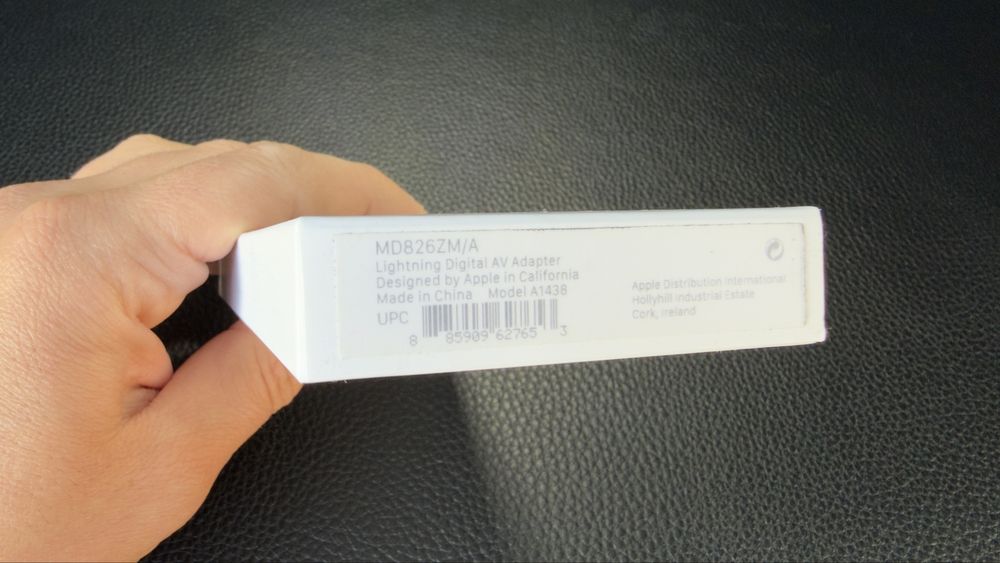 MD826ZM/A
Lightning Digital AV Adapter
Designed by Apple in California
Made in China Model A1438
UPC
8 85909 62765 3
Apple Distribution International
Hollyhill Industrial Estate
Cork, Ireland